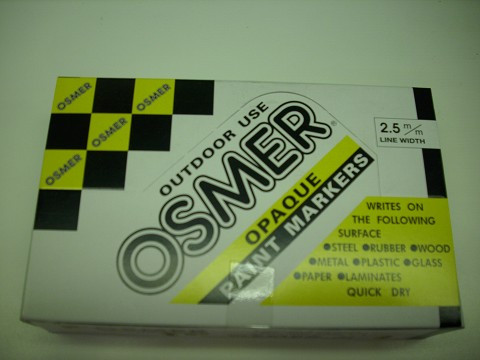 OSMER
OSMER
OSMER
OSMER
OUTDOOR USE
OSMER®
OPAQUE
PAINT MARKERS
2.5 m/m
LINE WIDTH
WRITES ON
THE FOLLOWING
SURFACE
●STEEL ●RUBBER ●WOOD
●METAL ●PLASTIC ●GLASS
●PAPER ●LAMINATES
QUICK DRY